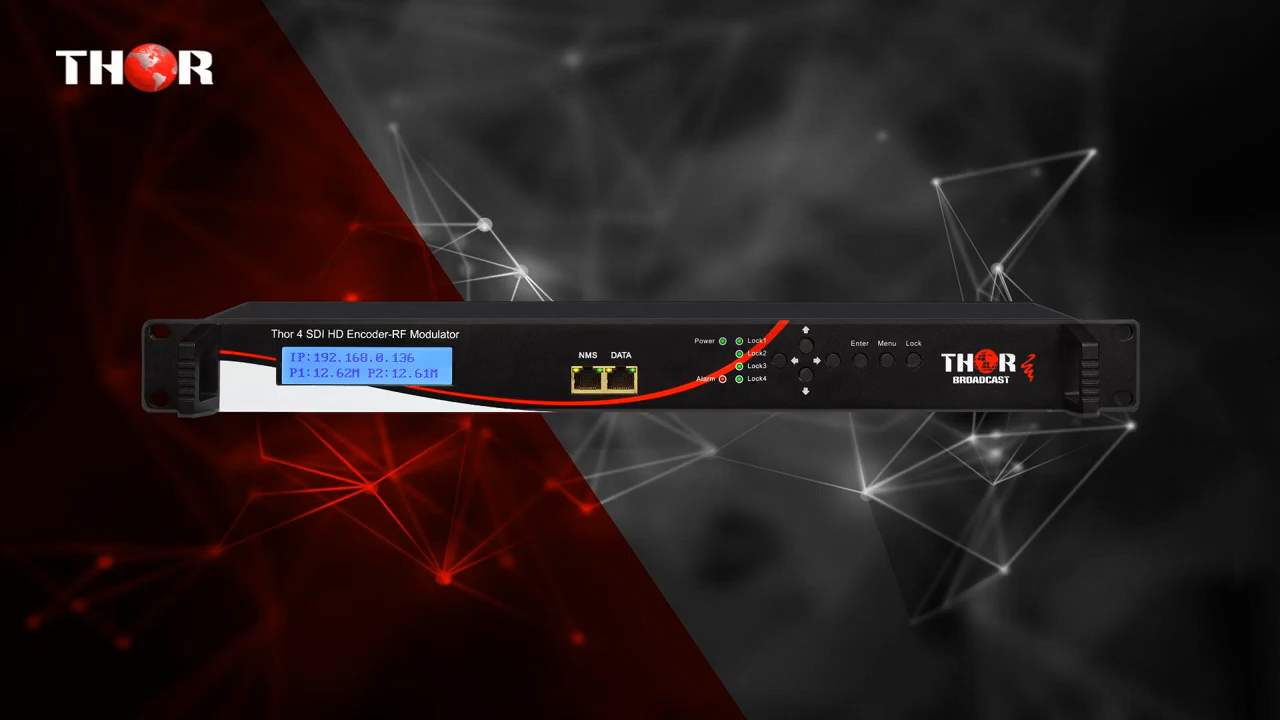 THOR
Thor 4 SDI HD Encoder-RF Modulator
IP:192.168.0.136
P1:12.62M P2:12.61M
NMS DATA
Power
Lock1
Lock2
Lock3
Alarm
Lock4
Enter Menu Lock
THOR
BROADCAST